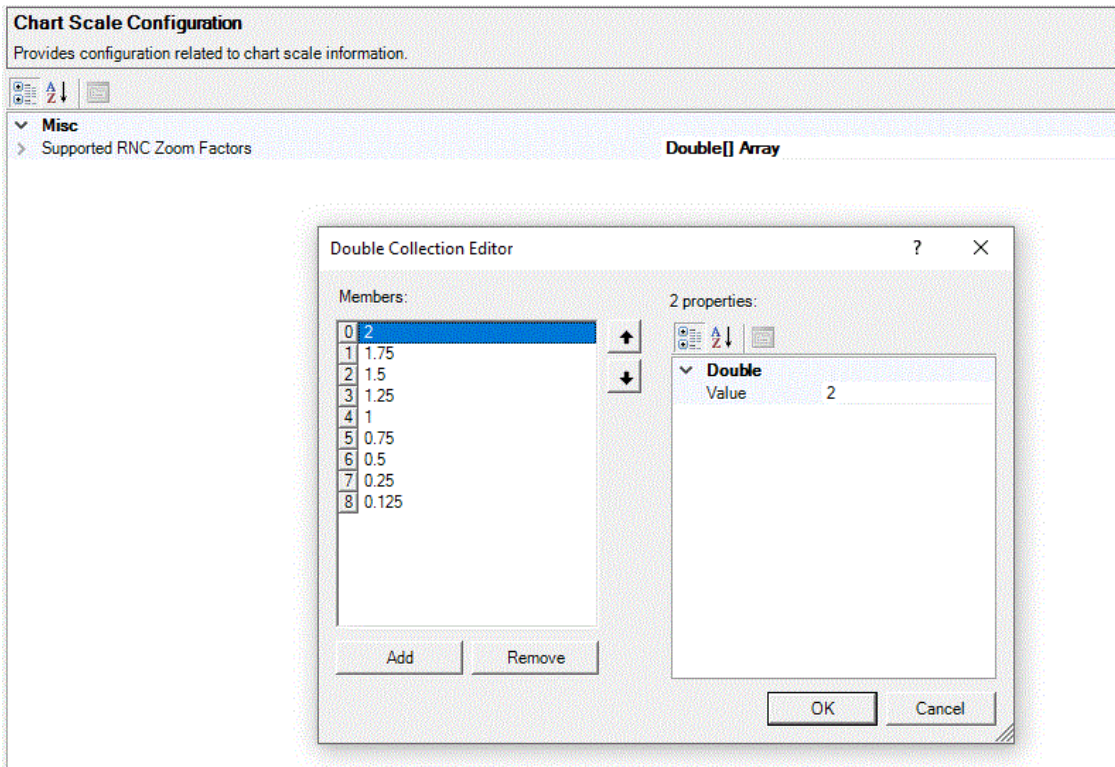 Chart Scale Configuration
Provides configuration related to chart scale information.
Misc
Supported RNC Zoom Factors Double[] Array
Double Collection Editor ?
Members:
2 properties:
0 2
1 1.75
2 1.5
3 1.25
4 1
5 0.75
6 0.5
7 0.25
8 0.125
Double
Value 2
Add Remove
OK Cancel